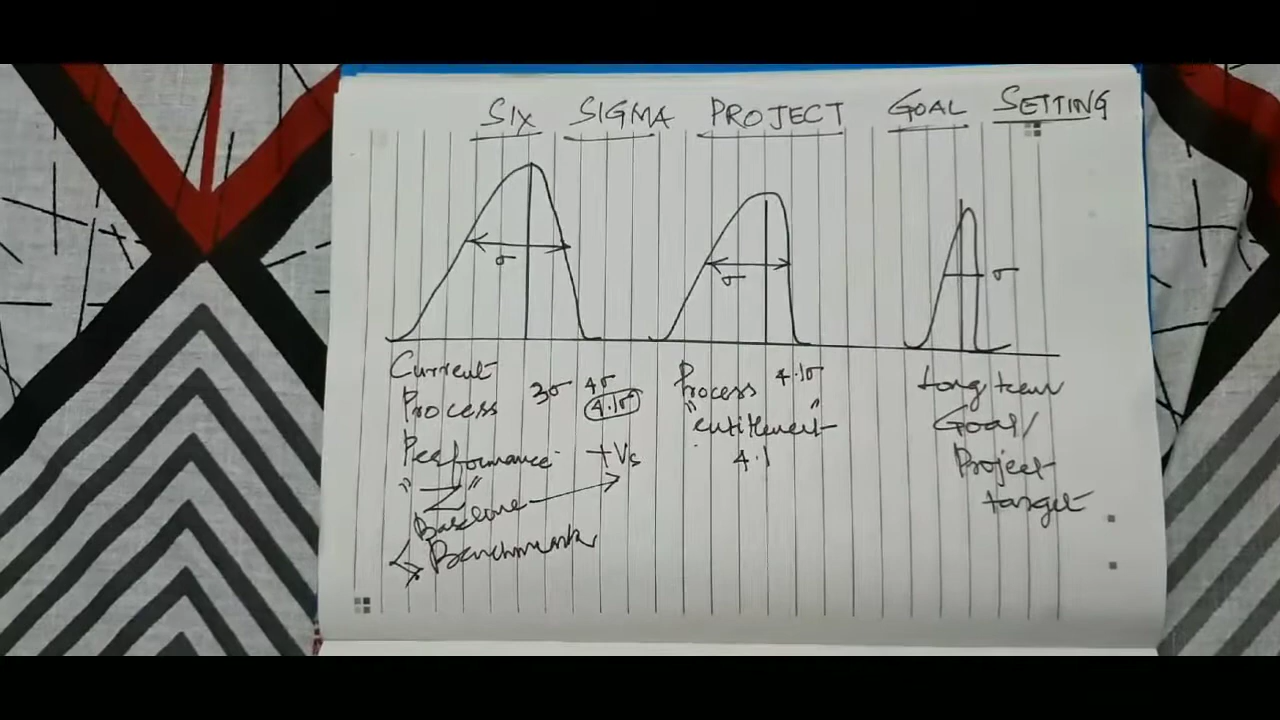 SIX SIGMA PROJECT GOAL SETTING
σ
σ
σ
Current
Process 3σ 4σ
4.1σ
Performance +Vs
"Z"
Baseline
Benchmark
Process 4.1σ
"entitlement"
4.1
Long term
Goal/
Project
target